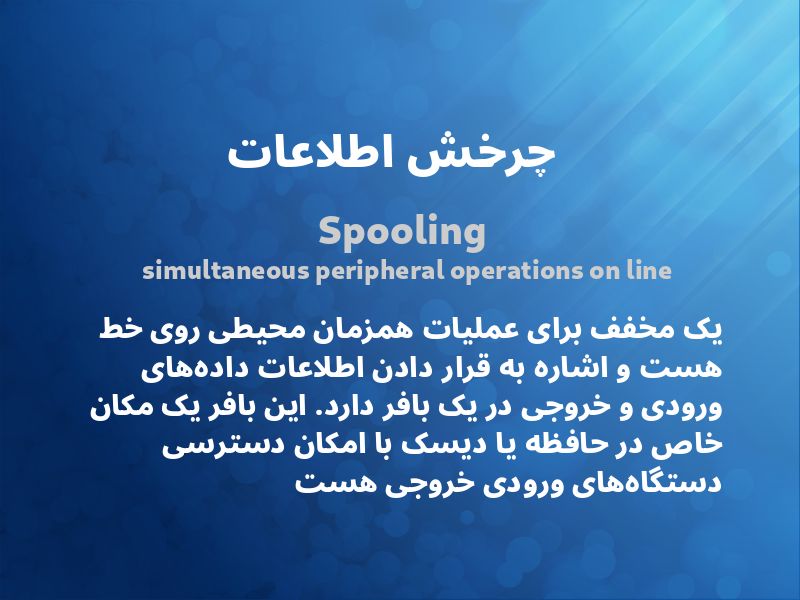 چرخش اطلاعات
Spooling
simultaneous peripheral operations on line
یک مخفف برای عملیات همزمان محیطی روی خط
هست و اشاره به قرار دادن اطلاعات داده‌های
ورودی و خروجی در یک بافر دارد. این بافر یک مکان
خاص در حافظه یا دیسک با امکان دسترسی
دستگاه‌های ورودی خروجی هست